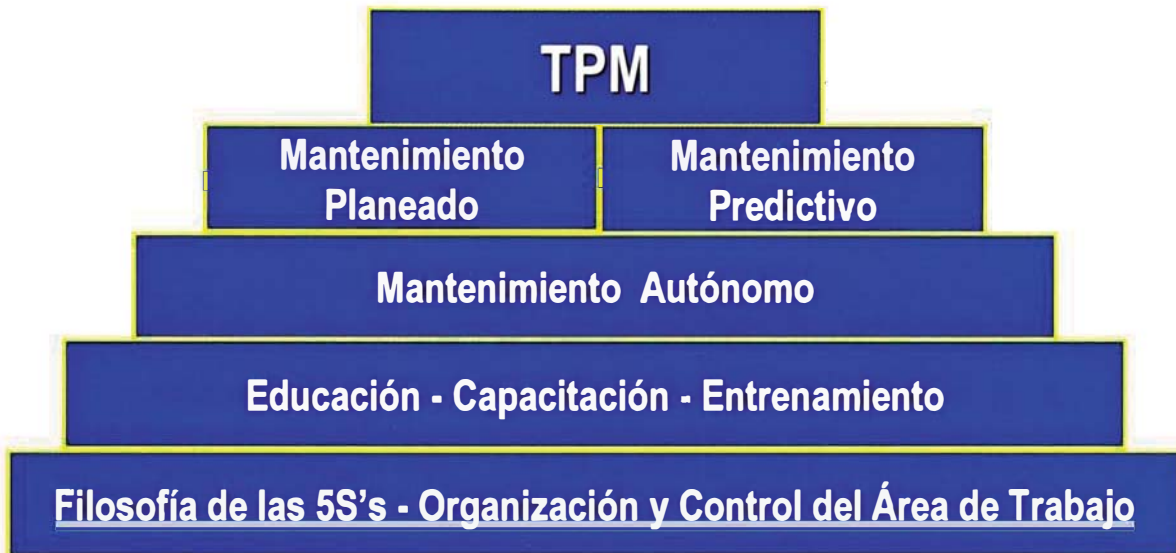 TPM
Mantenimiento
Planeado
Mantenimiento
Predictivo
Mantenimiento Autónomo
Educación - Capacitación - Entrenamiento
Filosofía de las 5S’s - Organización y Control del Área de Trabajo